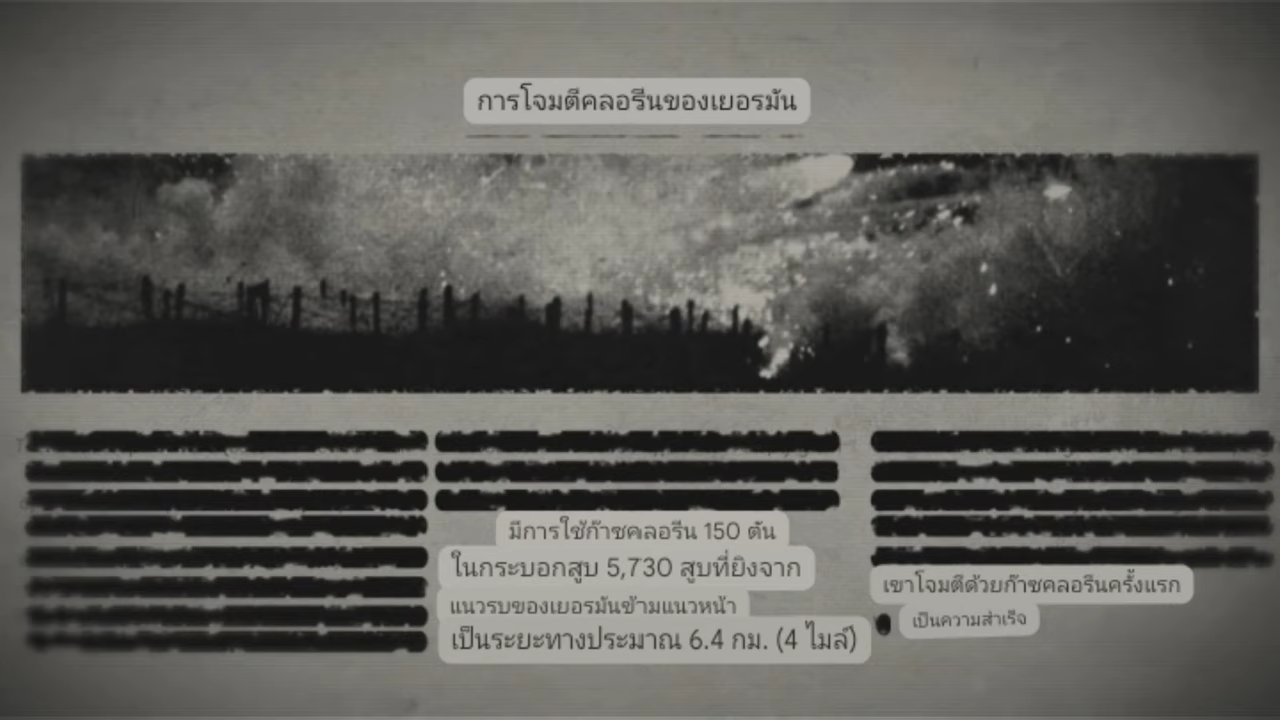 การโจมตีคลอรีนของเยอรมัน
มีการใช้ก๊าซคลอรีน 150 ตัน
ในกระบอกสูบ 5,730 สูบที่ยิงจาก
แนวรบของเยอรมันข้ามแนวหน้า
เป็นระยะทางประมาณ 6.4 กม. (4 ไมล์)
เขาโจมตีด้วยก๊าซคลอรีนครั้งแรก
เป็นความสำเร็จ